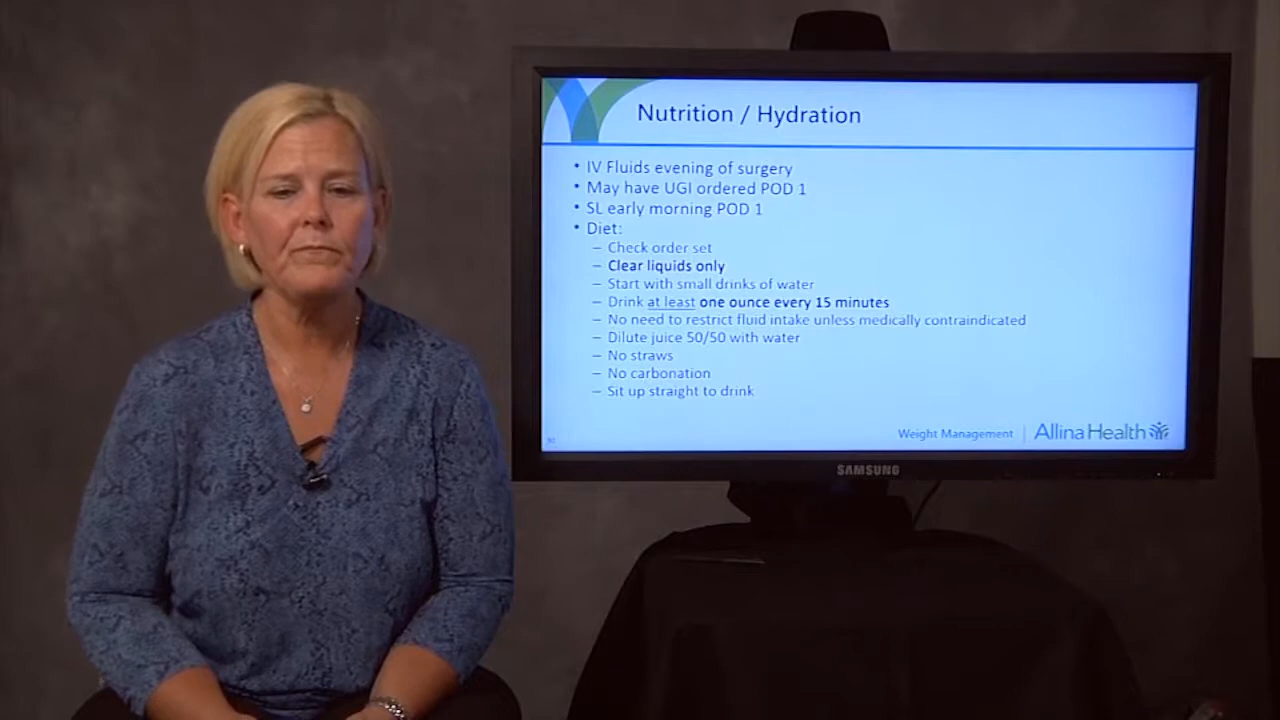 Nutrition / Hydration
• IV Fluids evening of surgery
• May have UGI ordered POD 1
• SL early morning POD 1
• Diet:
– Check order set
– Clear liquids only
– Start with small drinks of water
– Drink at least one ounce every 15 minutes
– No need to restrict fluid intake unless medically contraindicated
– Dilute juice 50/50 with water
– No straws
– No carbonation
– Sit up straight to drink
Weight Management | Allina Health
SAMSUNG